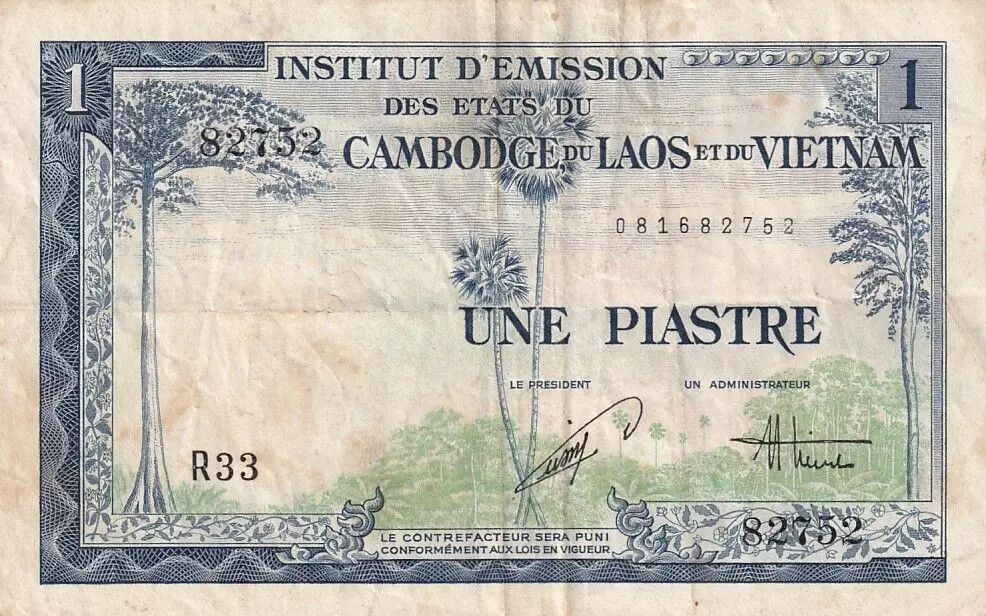 1
INSTITUT D'EMISSION
1
DES ETATS DU
82752
CAMBODGE DU LAOS ET DU VIETNAM
081682752
UNE PIASTRE
LE PRESIDENT
UN ADMINISTRATEUR
R33
82752
LE CONTREFACTEUR SERA PUNI
CONFORMÉMENT AUX LOIS EN VIGUEUR